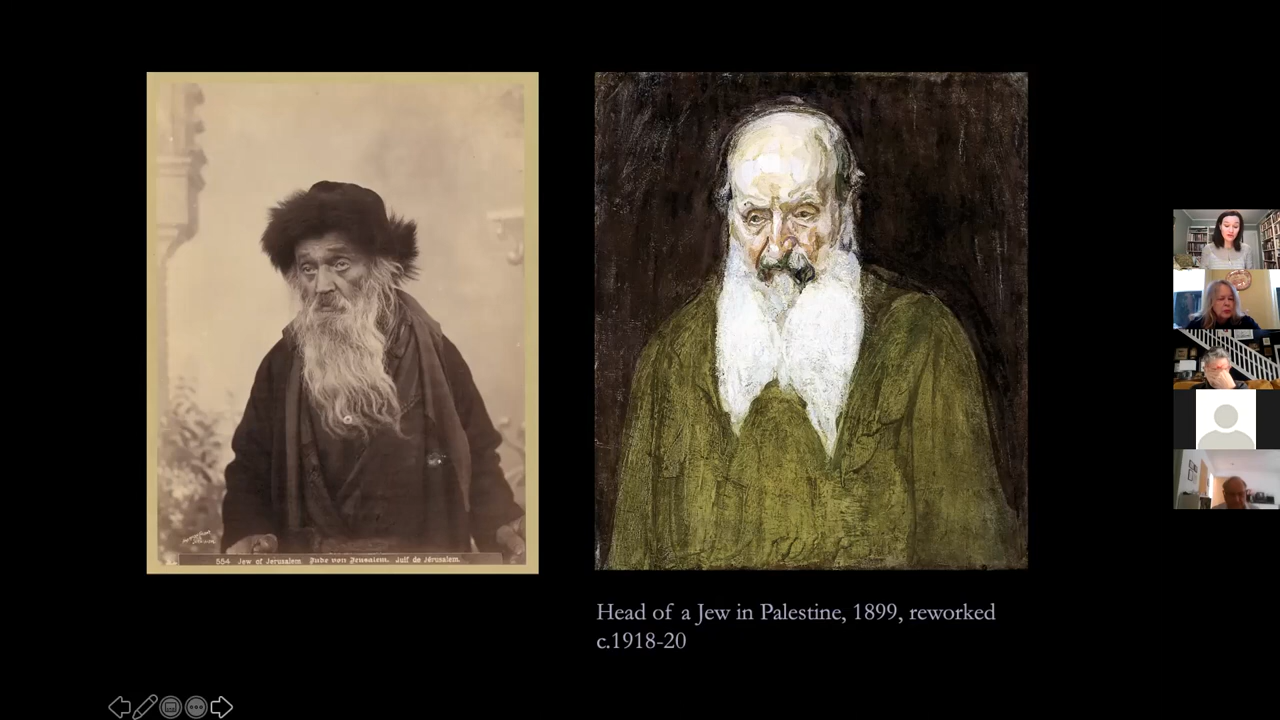 554 Jew of Jerusalem. Jude von Jerusalem. Juif de Jérusalem.
Head of a Jew in Palestine, 1899, reworked
c.1918-20